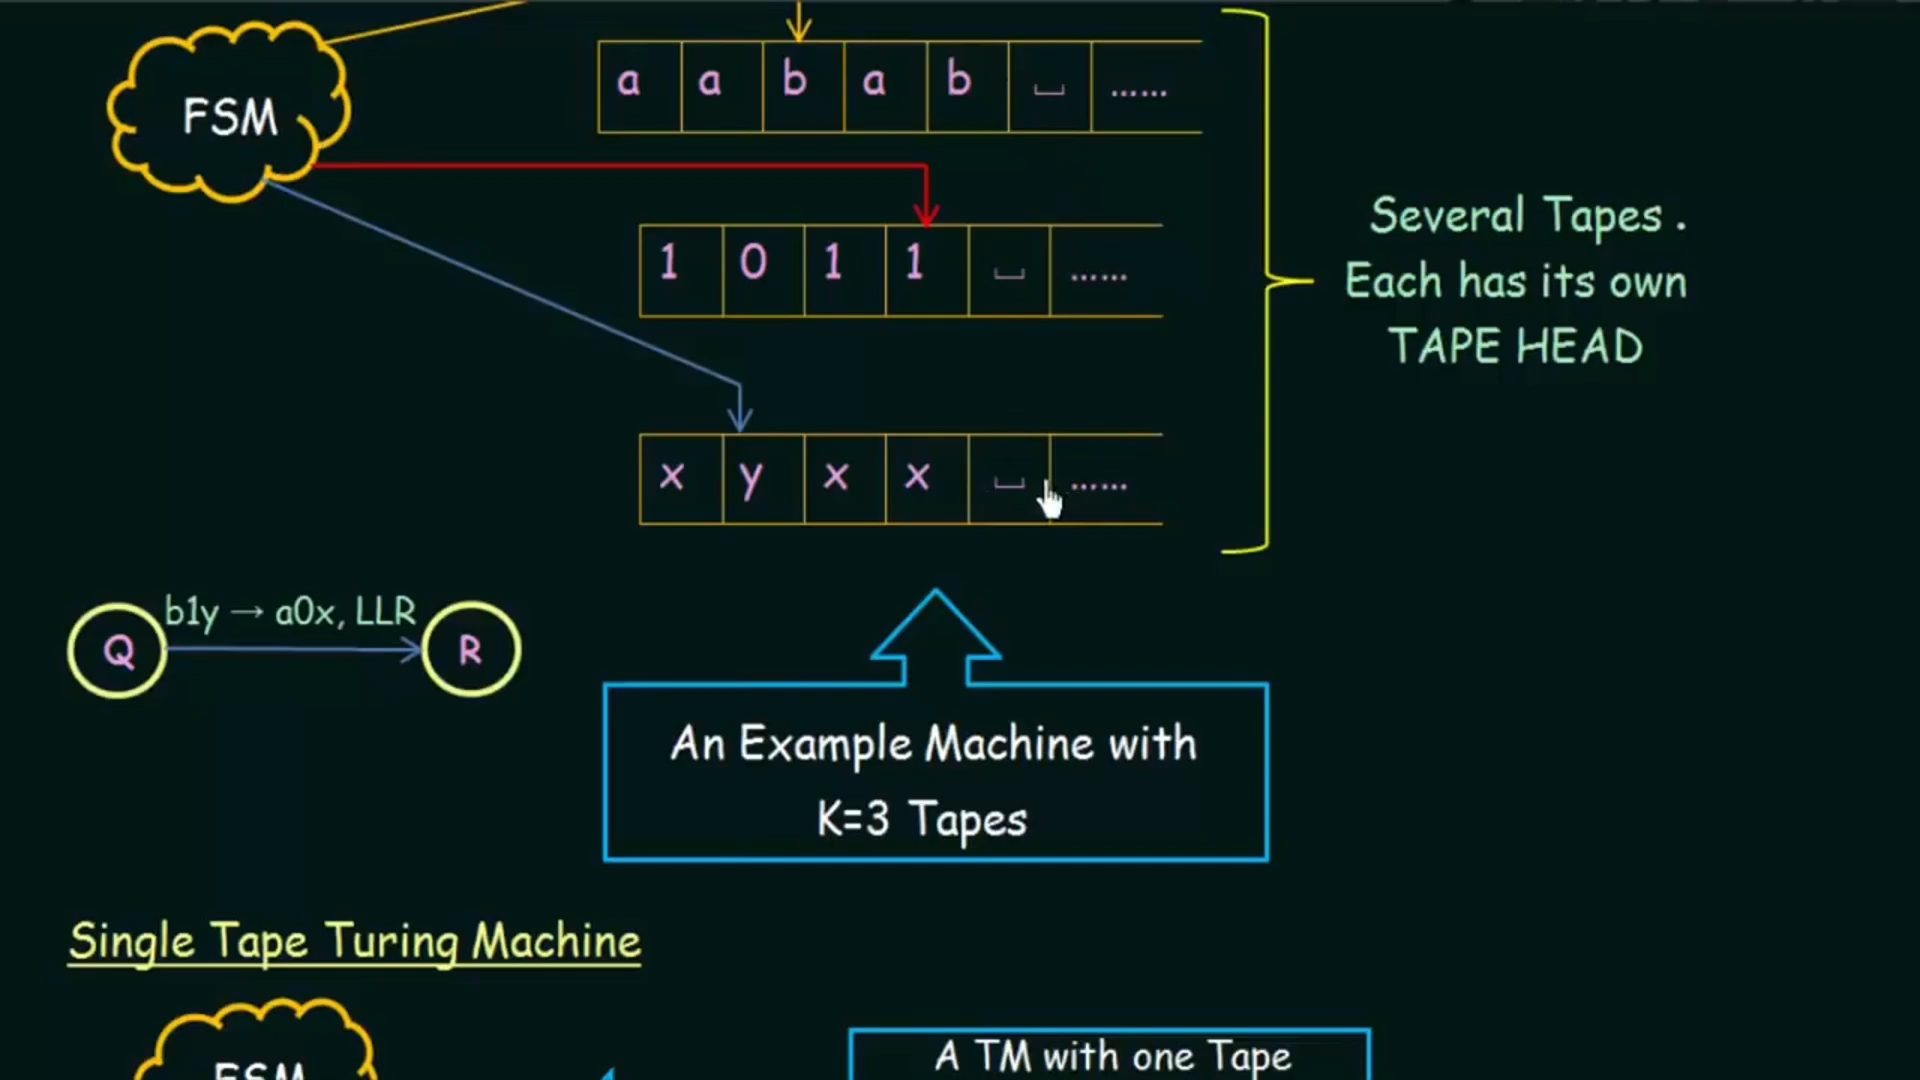 FSM
a a b a b ⎵ ......
1 0 1 1 ⎵ ......
x y x x ⎵ ......
Several Tapes .
Each has its own
TAPE HEAD
b1y → a0x, LLR
Q R
An Example Machine with
K=3 Tapes
Single Tape Turing Machine
FSM
A TM with one Tape